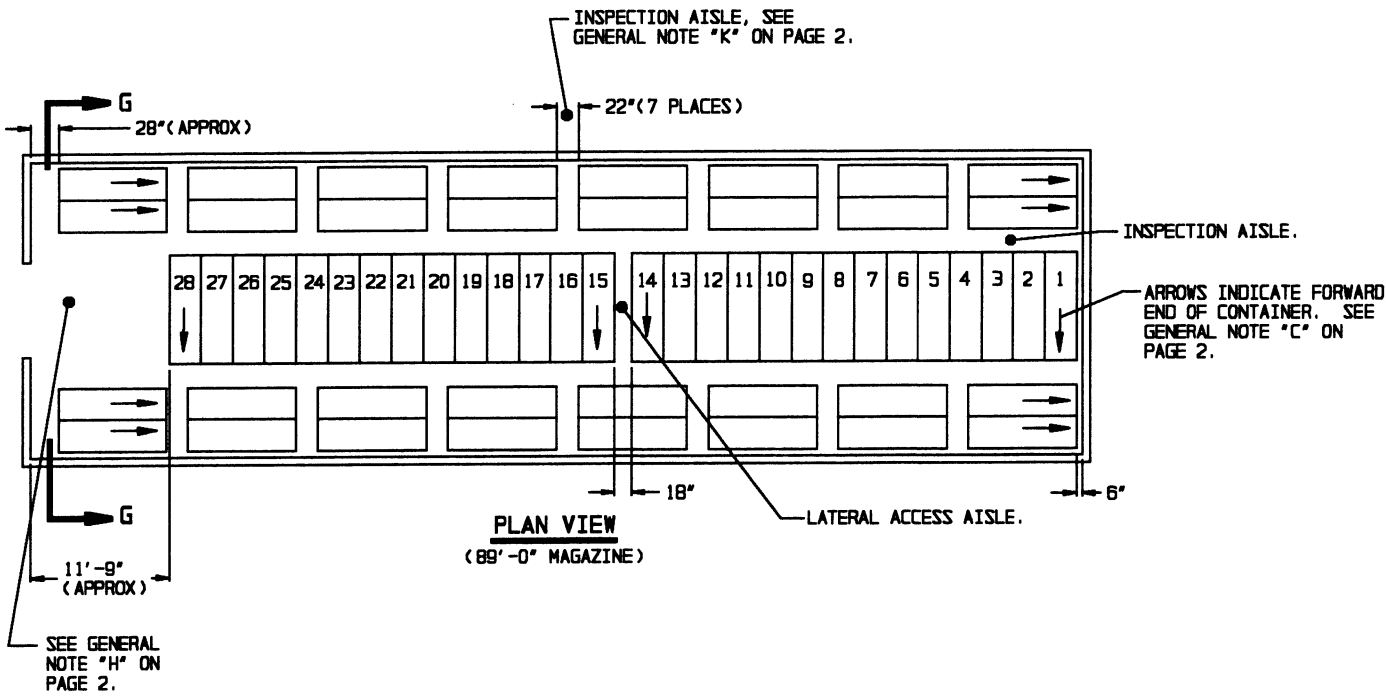 INSPECTION AISLE, SEE
GENERAL NOTE "K" ON PAGE 2.
G
28"(APPROX)
22"(7 PLACES)
INSPECTION AISLE.
28 27 26 25 24 23 22 21 20 19 18 17 16 15 14 13 12 11 10 9 8 7 6 5 4 3 2 1
ARROWS INDICATE FORWARD
END OF CONTAINER. SEE
GENERAL NOTE "C" ON
PAGE 2.
18"
6"
G
PLAN VIEW
(89'-0" MAGAZINE)
LATERAL ACCESS AISLE.
11'-9"
(APPROX)
SEE GENERAL
NOTE "H" ON
PAGE 2.